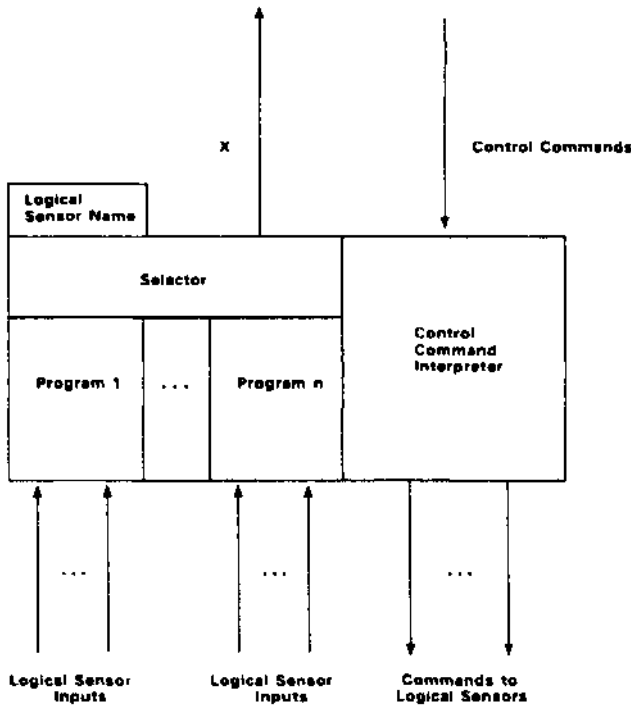 X
Control Commands
Logical
Sensor Name
Selector
Control
Command
Interpreter
Program 1
...
Program n
...
...
...
Logical Sensor
Inputs
Logical Sensor
Inputs
Commands to
Logical Sensors